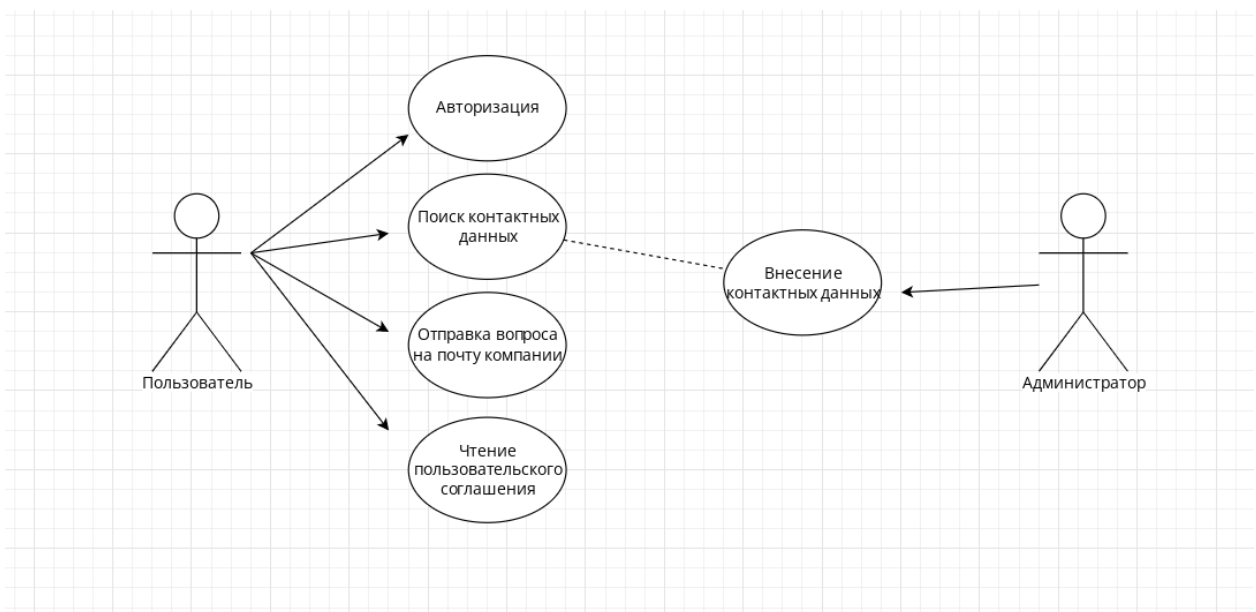 Авторизация
Поиск контактных
данных
Внесение
контактных данных
Отправка вопроса
на почту компании
Пользователь
Администратор
Чтение
пользовательского
соглашения